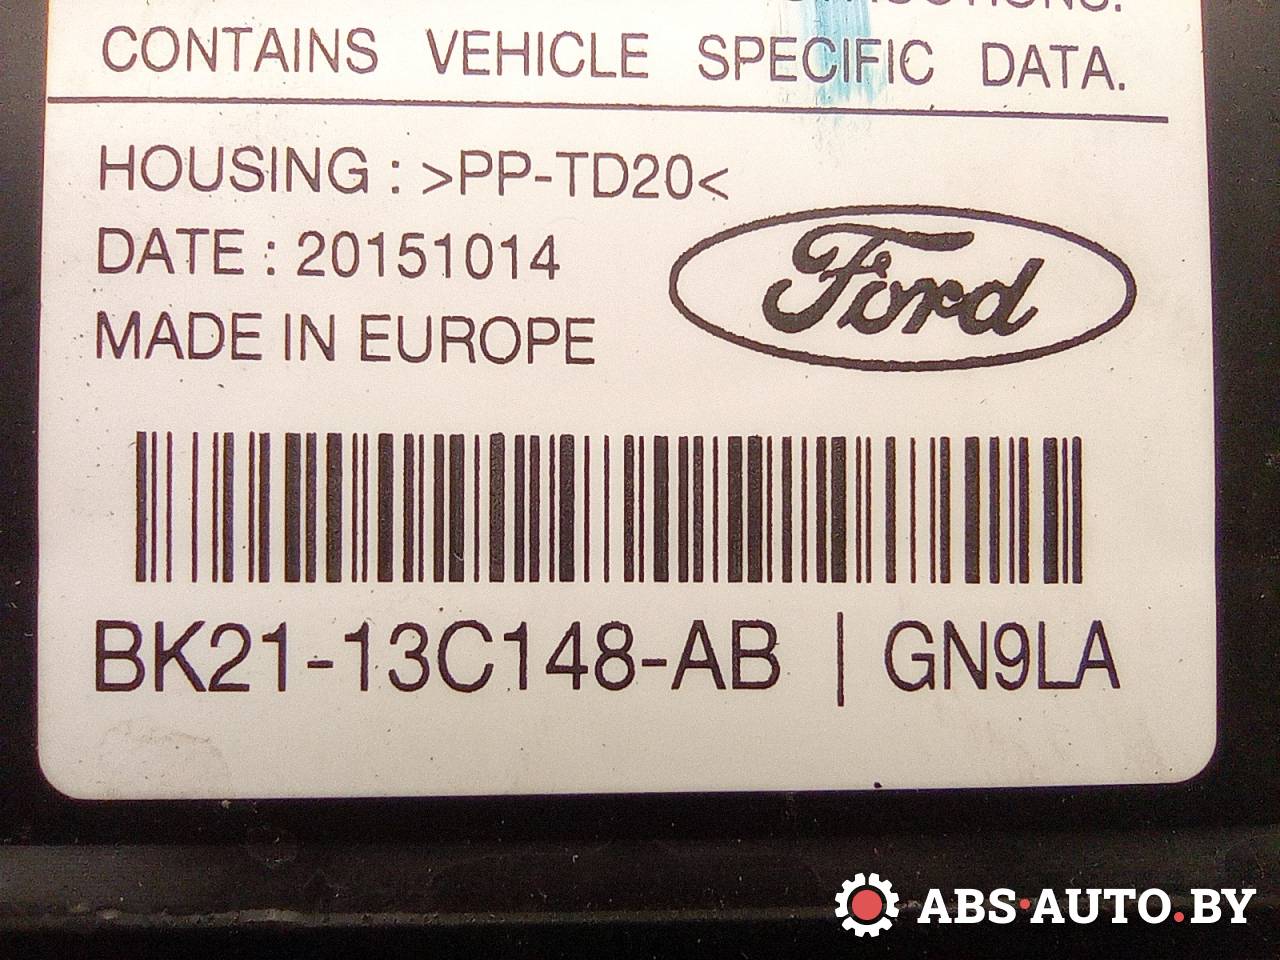 CONTAINS VEHICLE SPECIFIC DATA.
HOUSING : >PP-TD20<
DATE : 20151014
MADE IN EUROPE
Ford
BK21-13C148-AB | GN9LA
ABS·AUTO.BY